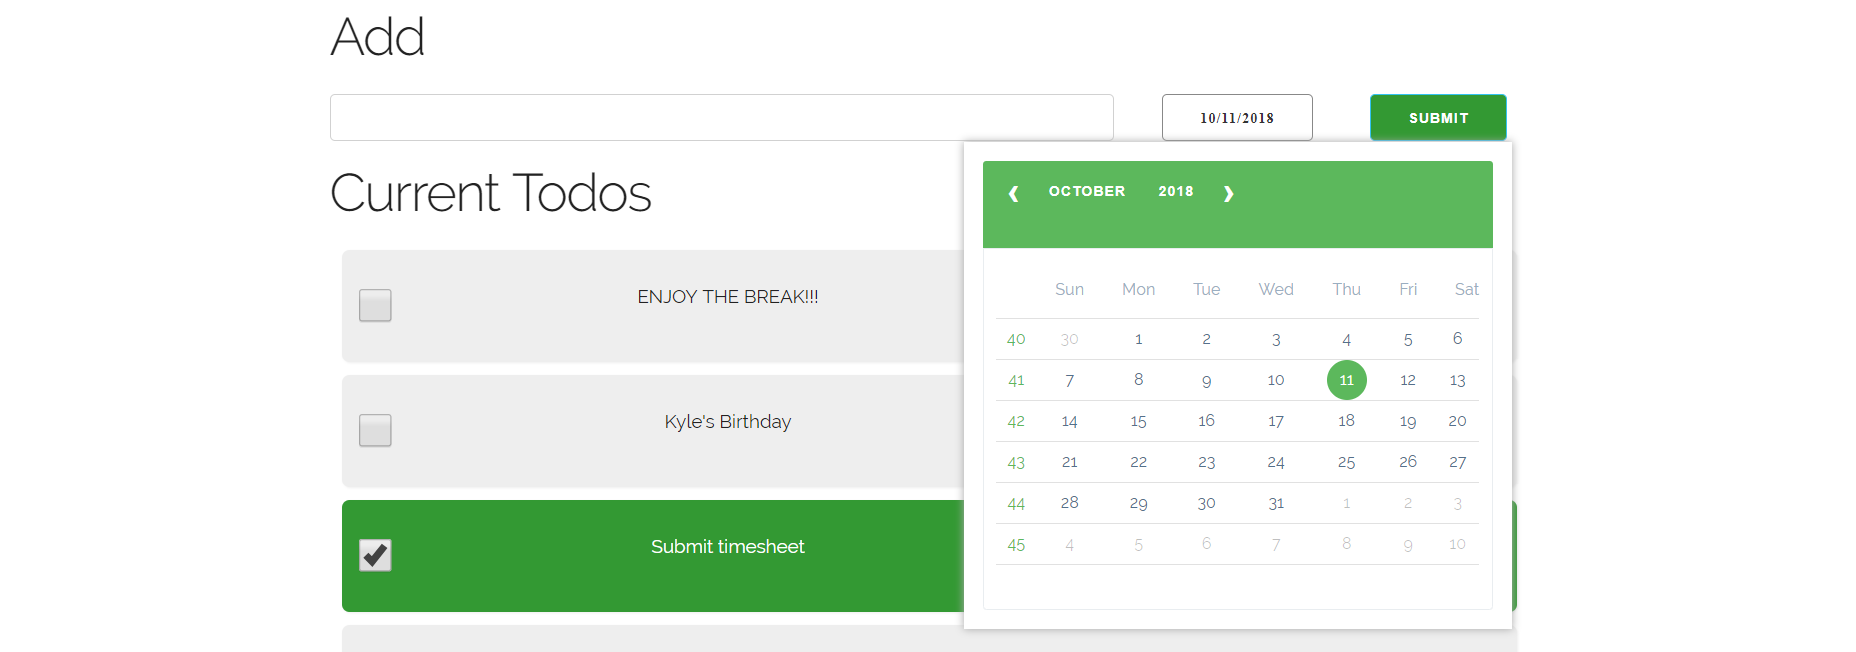 Add
10/11/2018 SUBMIT
Current Todos
ENJOY THE BREAK!!!
Kyle's Birthday
Submit timesheet
❮ OCTOBER 2018 ❯
Sun Mon Tue Wed Thu Fri Sat
40 30 1 2 3 4 5 6
41 7 8 9 10 11 12 13
42 14 15 16 17 18 19 20
43 21 22 23 24 25 26 27
44 28 29 30 31 1 2 3
45 4 5 6 7 8 9 10